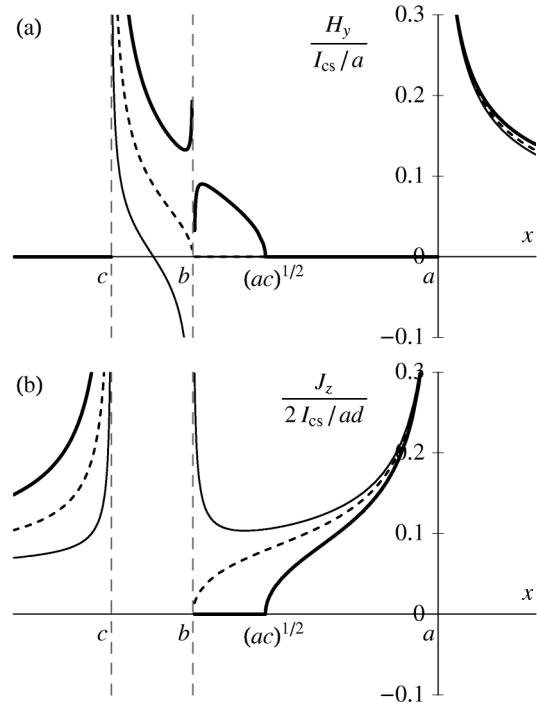 (a)
H_y
I_cs / a
0.3
0.2
0.1
0
−0.1
x
c b (ac)^{1/2} a
(b)
J_z
2 I_cs / ad
0.3
0.2
0.1
0
−0.1
x
c b (ac)^{1/2} a